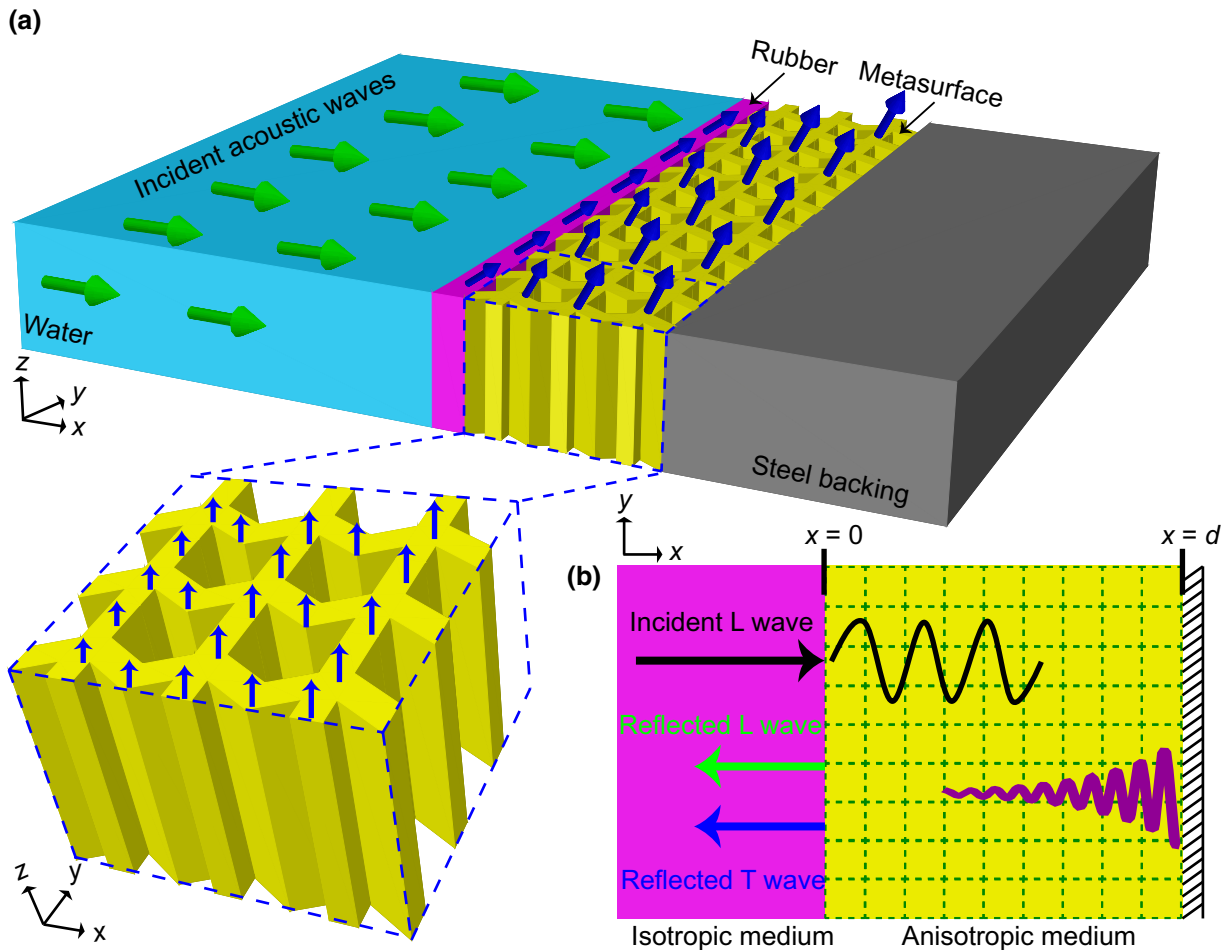 (a)
Rubber
Metasurface
Incident acoustic waves
Water
z
y
x
Steel backing
y
x
x = 0
x = d
(b)
Incident L wave
Reflected L wave
Reflected T wave
z
y
x
Isotropic medium
Anisotropic medium